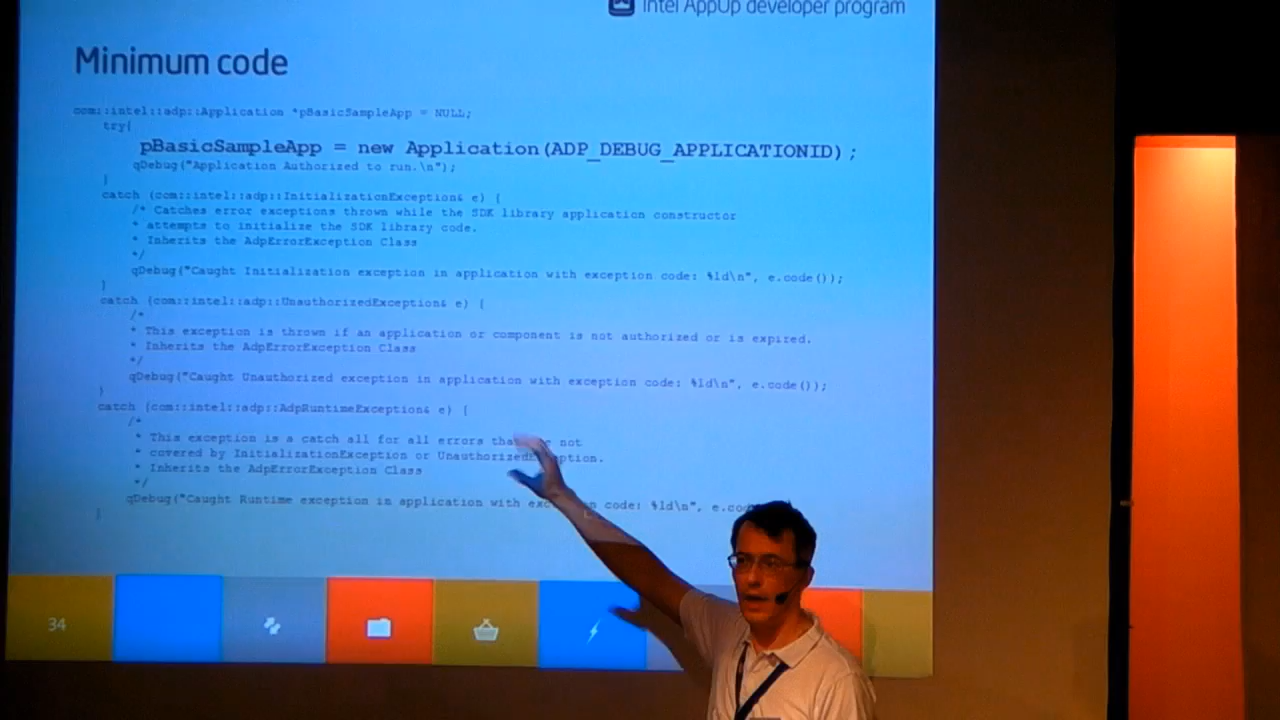 Intel AppUp developer program
Minimum code
com::intel::adp::Application *pBasicSampleApp = NULL;
try{
pBasicSampleApp = new Application(ADP_DEBUG_APPLICATIONID);
qDebug("Application Authorized to run.\n");
}
catch (com::intel::adp::InitializationException& e) {
/* Catches error exceptions thrown while the SDK library application constructor
* attempts to initialize the SDK library code.
* Inherits the AdpErrorException Class
*/
qDebug("Caught Initialization exception in application with exception code: %ld\n", e.code());
}
catch (com::intel::adp::UnauthorizedException& e) {
/*
* This exception is thrown if an application or component is not authorized or is expired.
* Inherits the AdpErrorException Class
*/
qDebug("Caught Unauthorized exception in application with exception code: %ld\n", e.code());
}
catch (com::intel::adp::AdpRuntimeException& e) {
/*
* This exception is a catch all for all errors not
* covered by InitializationException or
* Inherits the AdpErrorException Class
*/
qDebug("Caught Runtime exception in application with code: %ld\n",
}
34